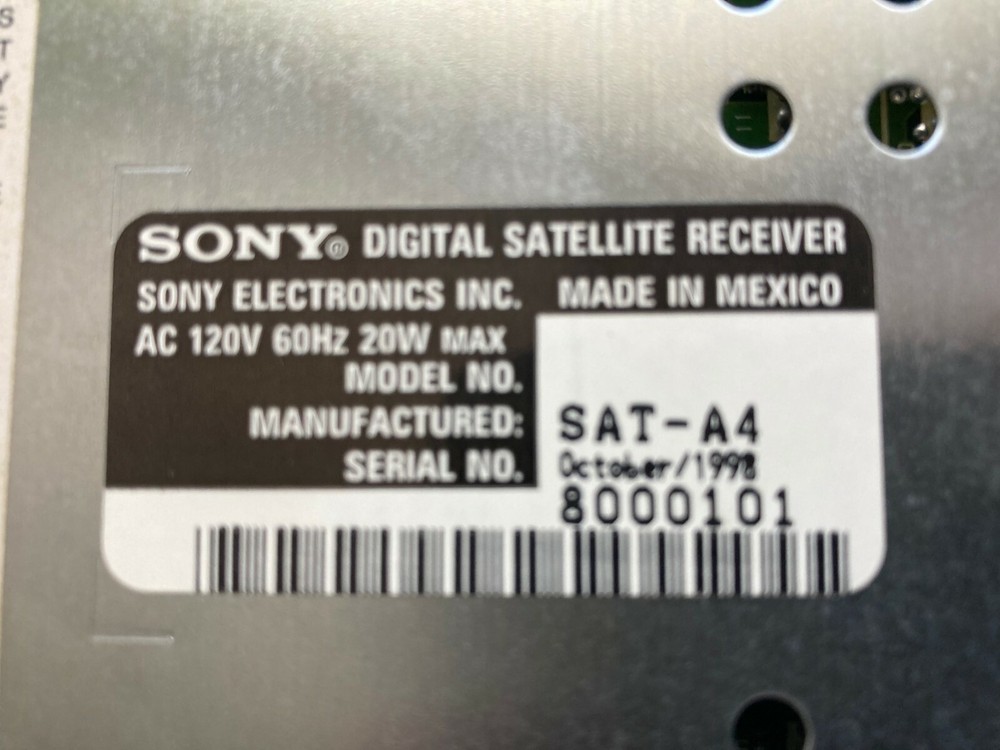 SONY® DIGITAL SATELLITE RECEIVER
SONY ELECTRONICS INC. MADE IN MEXICO
AC 120V 60Hz 20W MAX
MODEL NO.
MANUFACTURED: SAT-A4
SERIAL NO. October/1998
8000101